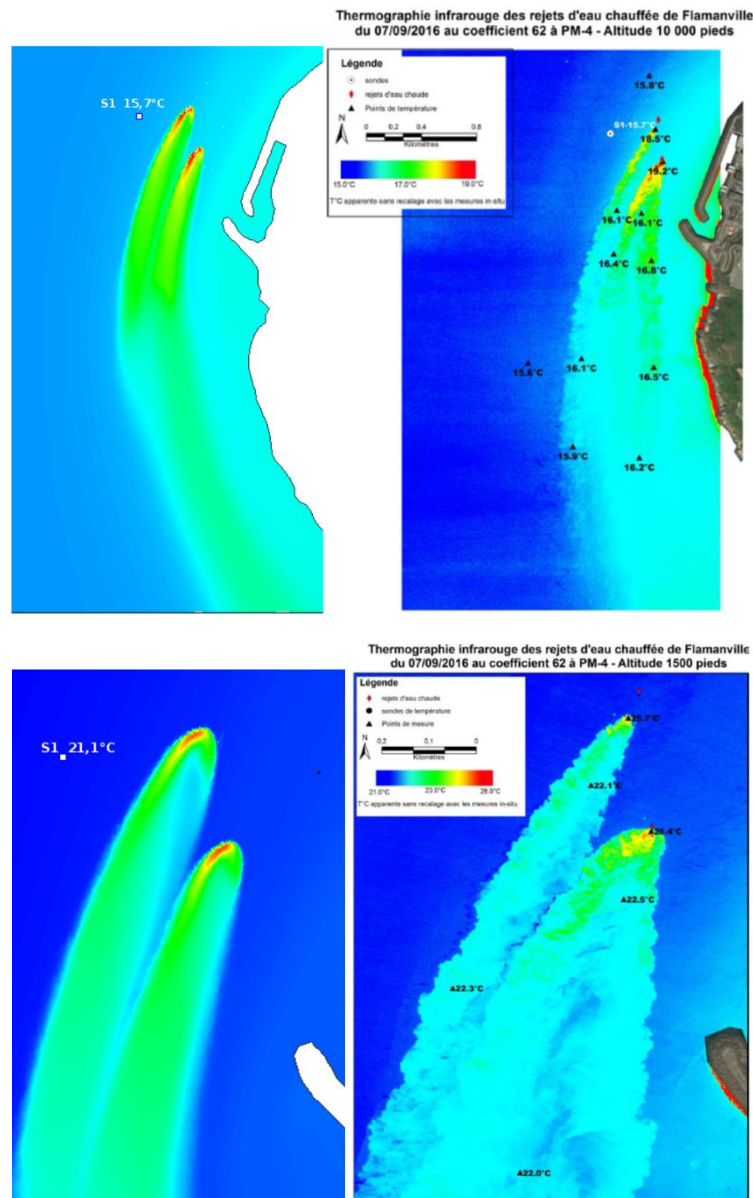 Thermographie infrarouge des rejets d'eau chauffée de Flamanville
du 07/09/2016 au coefficient 62 à PM-4 - Altitude 10 000 pieds
S1 15,7°C
Légende
sondes
rejets d'eau chaude
Points de température
N
0 0.2 0.4 0.8
Kilomètres
15.0°C 17.0°C 19.0°C
T°C apparente sans recalage avec les mesures in-situ
15.8°C
S1-15.7°C
18.5°C
19.2°C
16.1°C
16.1°C
16.4°C
16.8°C
15.6°C
16.1°C
16.5°C
15.9°C
16.2°C
Thermographie infrarouge des rejets d'eau chauffée de Flamanville
du 07/09/2016 au coefficient 62 à PM-4 - Altitude 1500 pieds
S1 21,1°C
Légende
rejets d'eau chaude
sondes de température
Points de mesure
N
0.2 0.1 0
Kilomètres
21.0°C 23.0°C
T°C apparente sans recalage avec les mesures in-situ
25.7°C
22.1°C
26.4°C
22.5°C
22.3°C
22.0°C